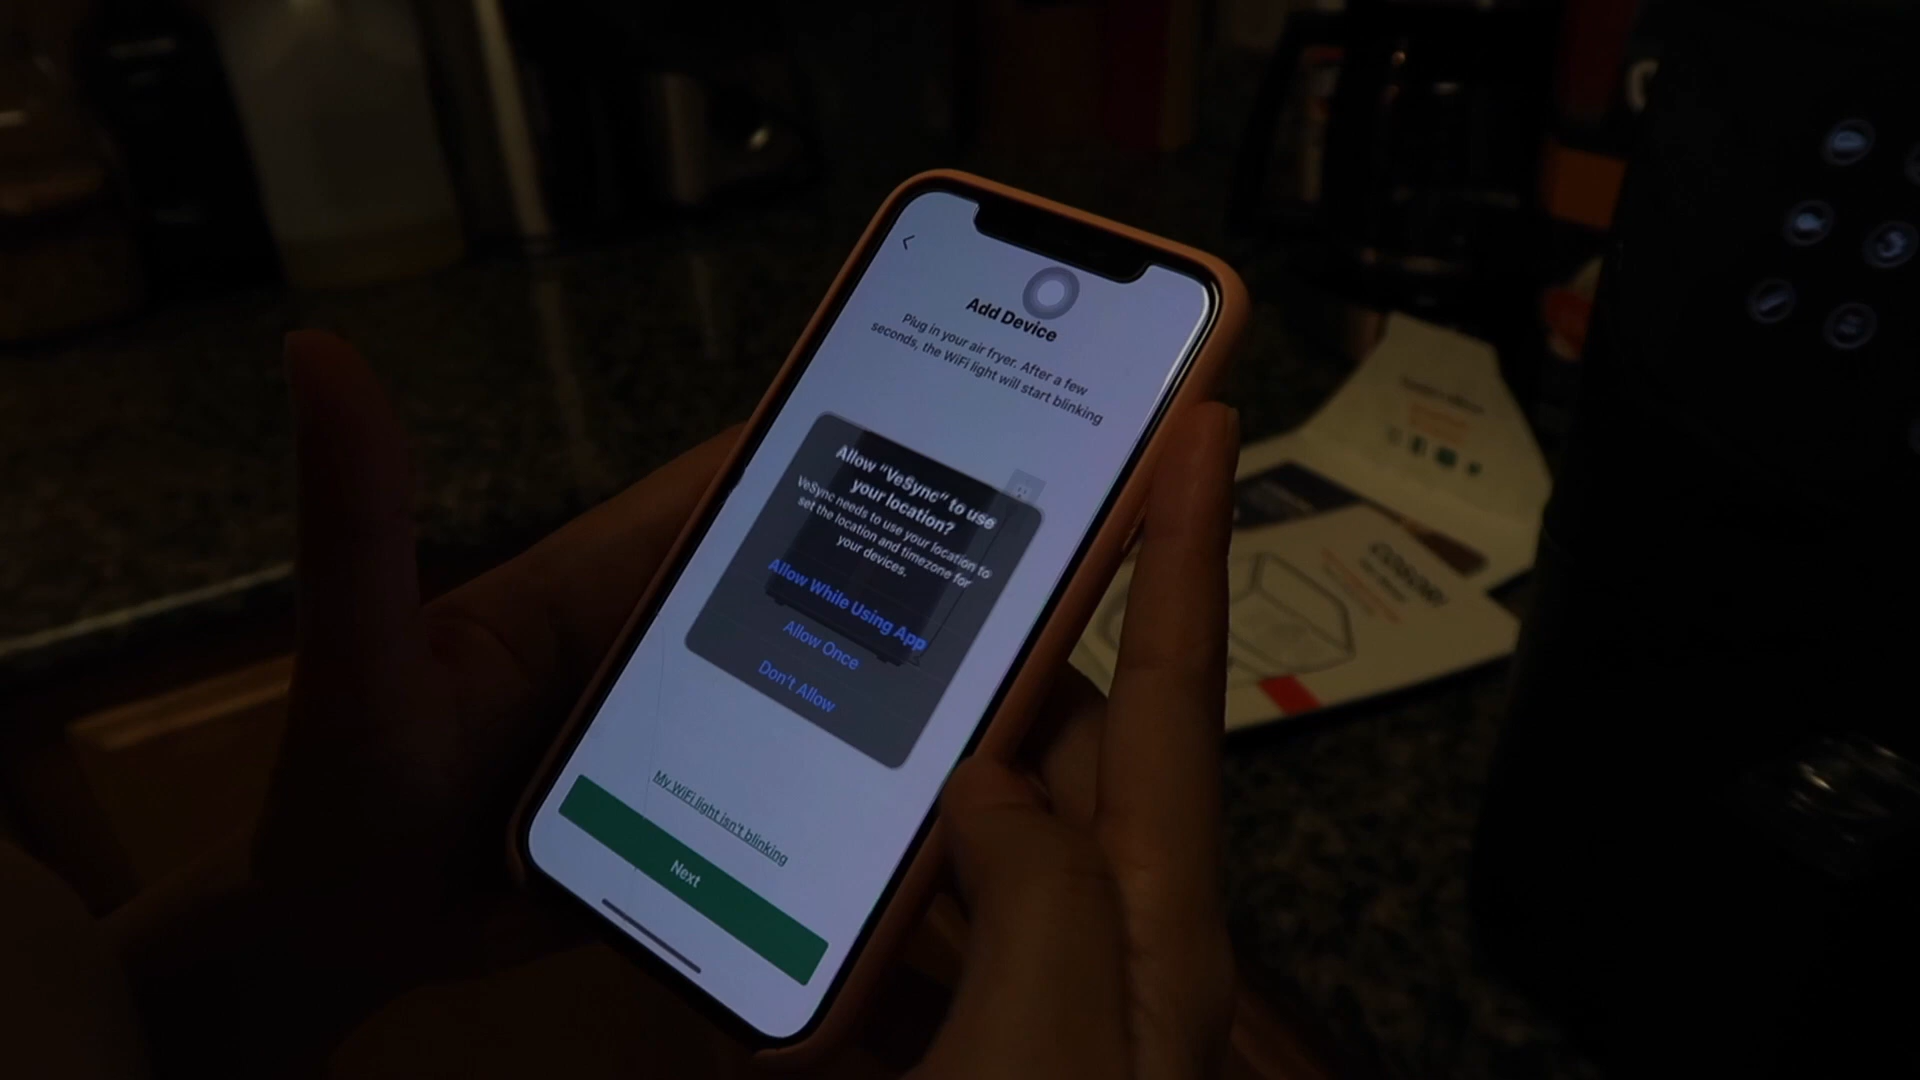 Add Device
Plug in your air fryer. After a few
seconds, the WiFi light will start blinking
Allow "VeSync" to use
your location?
VeSync needs to use your location to
set the location and timezone for
your devices.
Allow While Using App
Allow Once
Don't Allow
My WiFi light isn't blinking
Next
COSORI